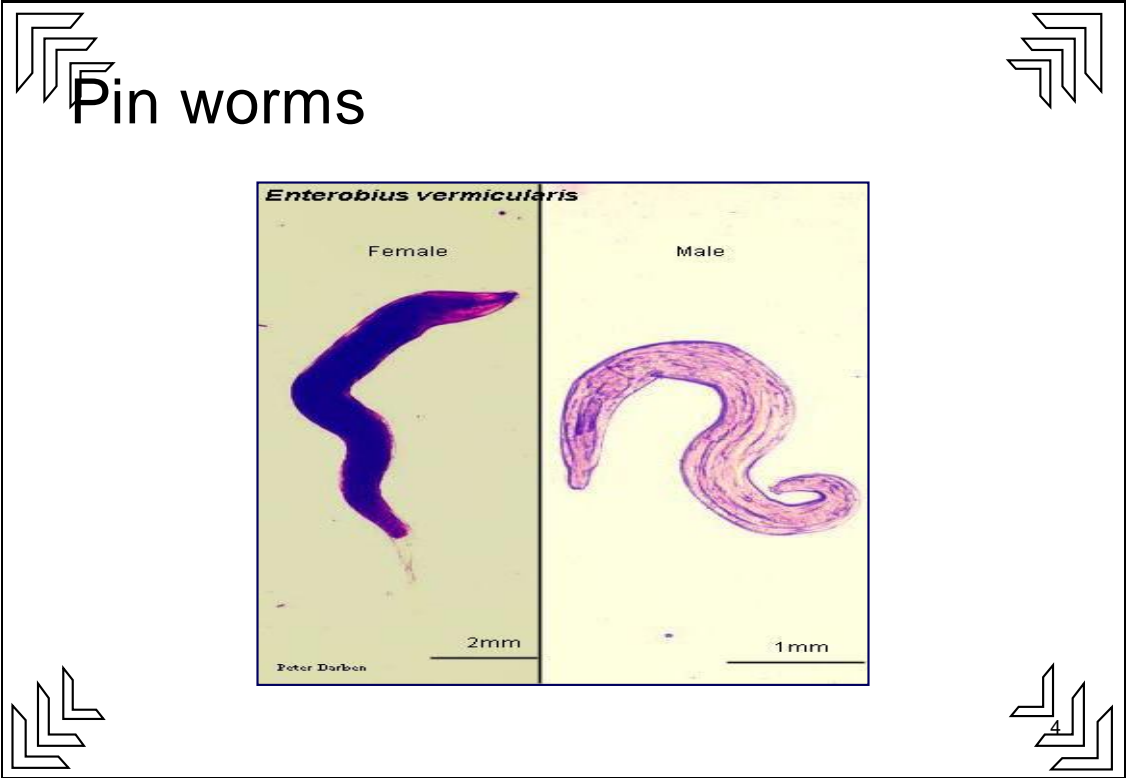 Pin worms
Enterobius vermicularis
Female
Male
2mm
1mm
Peter Darben
4